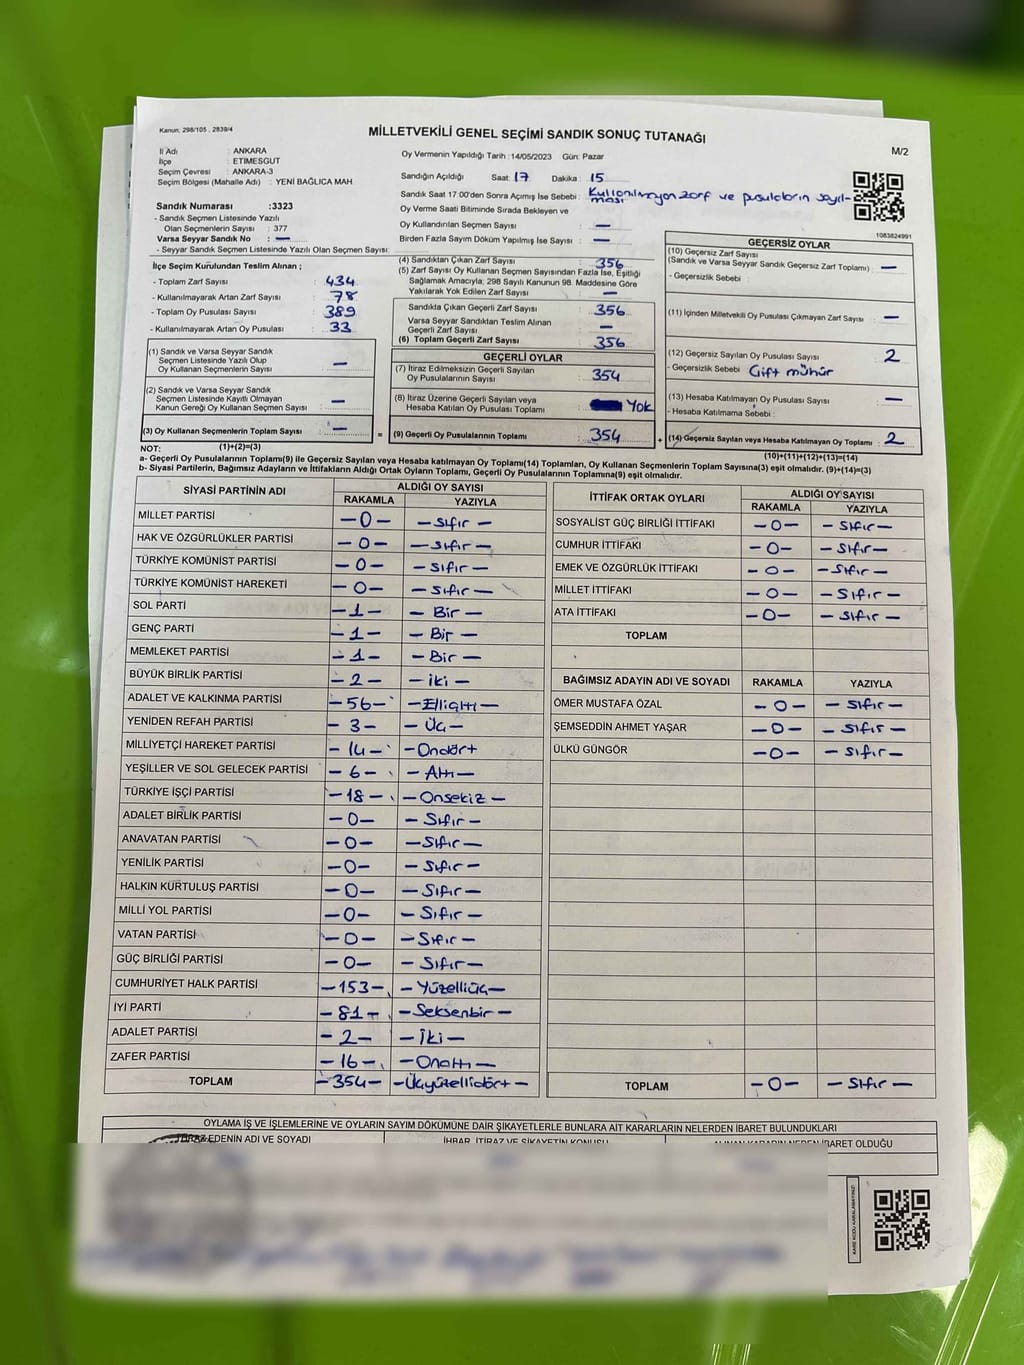 Kanun; 298/105 , 2839/4
MİLLETVEKİLİ GENEL SEÇİMİ SANDIK SONUÇ TUTANAĞI
M/2
İl Adı : ANKARA
İlçe : ETİMESGUT
Seçim Çevresi : ANKARA-3
Seçim Bölgesi (Mahalle Adı) : YENİ BAĞLICA MAH
Sandık Numarası :3323
- Sandık Seçmen Listesinde Yazılı
Olan Seçmenlerin Sayısı : 377
Varsa Seyyar Sandık No : —
- Seyyar Sandık Seçmen Listesinde Yazılı Olan Seçmen Sayısı:
Oy Vermenin Yapıldığı Tarih :14/05/2023 Gün: Pazar
Sandığın Açıldığı Saat: 17 Dakika : 15
Sandık Saat 17.00'den Sonra Açımış İse Sebebi : Kullanılmayan zarf ve pusulaların sayıl-
ması
Oy Verme Saati Bitiminde Sırada Bekleyen ve
Oy Kullandırılan Seçmen Sayısı : —
Birden Fazla Sayım Döküm Yapılmış İse Sayısı : —
1083824991
İlçe Seçim Kurulundan Teslim Alınan ;
- Toplam Zarf Sayısı : 434
- Kullanılmayarak Artan Zarf Sayısı : 78
- Toplam Oy Pusulası Sayısı : 389
- Kullanılmayarak Artan Oy Pusulası : 33
(1) Sandık ve Varsa Seyyar Sandık
Seçmen Listesinde Yazılı Olup
Oy Kullanan Seçmenlerin Sayısı : —
(2) Sandık ve Varsa Seyyar Sandık
Seçmen Listesinde Kayıtlı Olmayan
Kanun Gereği Oy Kullanan Seçmen Sayısı : —
(3) Oy Kullanan Seçmenlerin Toplam Sayısı : —
(1)+(2)=(3)
(4) Sandıktan Çıkan Zarf Sayısı : 356
(5) Zarf Sayısı Oy Kullanan Seçmen Sayısından Fazla İse, Eşitliği
Sağlamak Amacıyla; 298 Sayılı Kanunun 98. Maddesine Göre
Yakılarak Yok Edilen Zarf Sayısı : —
Sandıkta Çıkan Geçerli Zarf Sayısı : 356
Varsa Seyyar Sandıktan Teslim Alınan
Geçerli Zarf Sayısı : —
(6) Toplam Geçerli Zarf Sayısı : 356
GEÇERLİ OYLAR
(7) İtiraz Edilmeksizin Geçerli Sayılan
Oy Pusulalarının Sayısı : 354
(8) İtiraz Üzerine Geçerli Sayılan veya
Hesaba Katılan Oy Pusulası Toplamı : Yok
= (9) Geçerli Oy Pusulalarının Toplamı : 354
GEÇERSİZ OYLAR
(10) Geçersiz Zarf Sayısı
(Sandık ve Varsa Seyyar Sandık Geçersiz Zarf Toplamı) : —
- Geçersizlik Sebebi :
(11) İçinden Milletvekili Oy Pusulası Çıkmayan Zarf Sayısı : —
(12) Geçersiz Sayılan Oy Pusulası Sayısı : 2
- Geçersizlik Sebebi Çift mühür
(13) Hesaba Katılmayan Oy Pusulası Sayısı : —
- Hesaba Katılmama Sebebi :
+ (14) Geçersiz Sayılan veya Hesaba Katılmayan Oy Toplamı : 2
(10)+(11)+(12)+(13)=(14)
NOT:
a- Geçerli Oy Pusulalarının Toplamı(9) ile Geçersiz Sayılan veya Hesaba katılmayan Oy Toplamı(14) Toplamları, Oy Kullanan Seçmenlerin Toplam Sayısına(3) eşit olmalıdır. (9)+(14)=(3)
b- Siyasi Partilerin, Bağımsız Adayların ve İttifakların Aldığı Ortak Oyların Toplamı, Geçerli Oy Pusulalarının Toplamına(9) eşit olmalıdır.
SİYASİ PARTİNİN ADI ALDIĞI OY SAYISI
RAKAMLA YAZIYLA
MİLLET PARTİSİ —0— —Sıfır—
HAK VE ÖZGÜRLÜKLER PARTİSİ —0— —Sıfır—
TÜRKİYE KOMÜNİST PARTİSİ —0— —Sıfır—
TÜRKİYE KOMÜNİST HAREKETİ —0— —Sıfır—
SOL PARTİ —1— —Bir—
GENÇ PARTİ —1— —Bir—
MEMLEKET PARTİSİ —1— —Bir—
BÜYÜK BİRLİK PARTİSİ —2— —iki—
ADALET VE KALKINMA PARTİSİ —56— —Elliatı—
YENİDEN REFAH PARTİSİ —3— —Üç—
MİLLİYETÇİ HAREKET PARTİSİ —14— —Ondört
YEŞİLLER VE SOL GELECEK PARTİSİ —6— —Altı—
TÜRKİYE İŞÇİ PARTİSİ —18— —Onsekiz—
ADALET BİRLİK PARTİSİ —0— —Sıfır—
ANAVATAN PARTİSİ —0— —Sıfır—
YENİLİK PARTİSİ —0— —Sıfır—
HALKIN KURTULUŞ PARTİSİ —0— —Sıfır—
MİLLİ YOL PARTİSİ —0— —Sıfır—
VATAN PARTİSİ —0— —Sıfır—
GÜÇ BİRLİĞİ PARTİSİ —0— —Sıfır—
CUMHURİYET HALK PARTİSİ —153— —Yüzelliüç—
İYİ PARTİ —81— —Seksenbir—
ADALET PARTİSİ —2— —İki—
ZAFER PARTİSİ —16— —Onaltı—
TOPLAM —354— —Üçyüzellidört—
İTTİFAK ORTAK OYLARI ALDIĞI OY SAYISI
RAKAMLA YAZIYLA
SOSYALİST GÜÇ BİRLİĞİ İTTİFAKI —0— —Sıfır—
CUMHUR İTTİFAKI —0— —Sıfır—
EMEK VE ÖZGÜRLÜK İTTİFAKI —0— —Sıfır—
MİLLET İTTİFAKI —0— —Sıfır—
ATA İTTİFAKI —0— —Sıfır—
TOPLAM
BAĞIMSIZ ADAYIN ADI VE SOYADI RAKAMLA YAZIYLA
ÖMER MUSTAFA ÖZAL —0— —Sıfır—
ŞEMSEDDİN AHMET YAŞAR —0— —Sıfır—
ÜLKÜ GÜNGÖR —0— —Sıfır—
TOPLAM —0— —Sıfır—
OYLAMA İŞ VE İŞLEMLERİNE VE OYLARIN SAYIM DÖKÜMÜNE DAİR ŞİKAYETLERLE BUNLARA AİT KARARLARIN NELERDEN İBARET BULUNDUKLARI
İTİRAZ EDENİN ADI VE SOYADI İHBAR, İTİRAZ VE ŞİKAYETİN KONUSU ALINAN KARARIN NEDEN İBARET OLDUĞU
KARE KODU KARALAMAYINIZ!